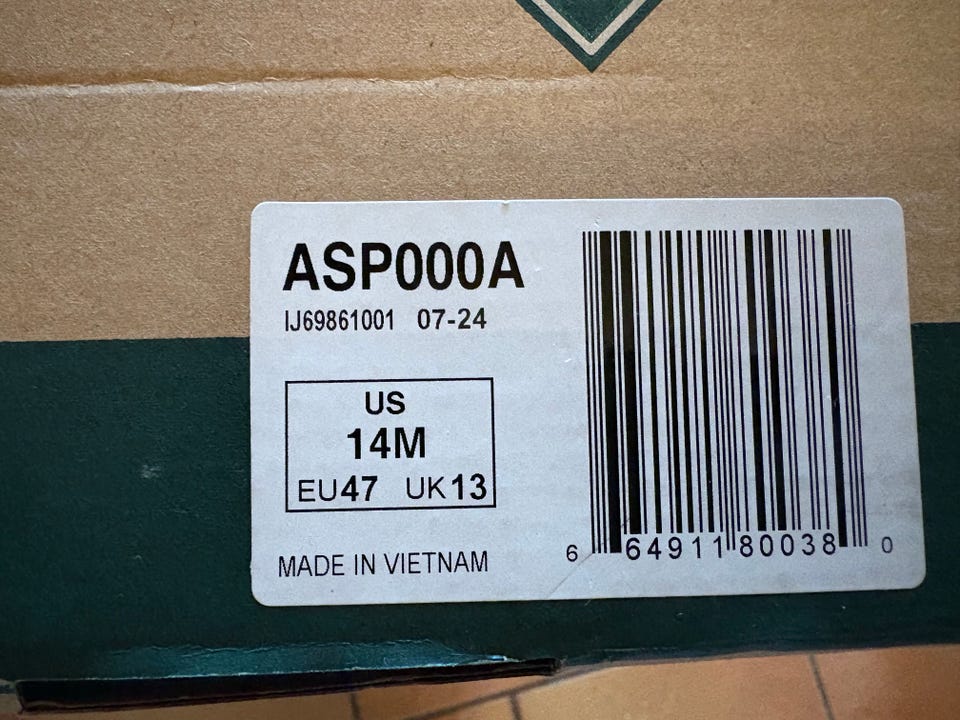 ASP000A
IJ69861001 07-24
US
14M
EU47 UK13
MADE IN VIETNAM
6 64911 80038 0